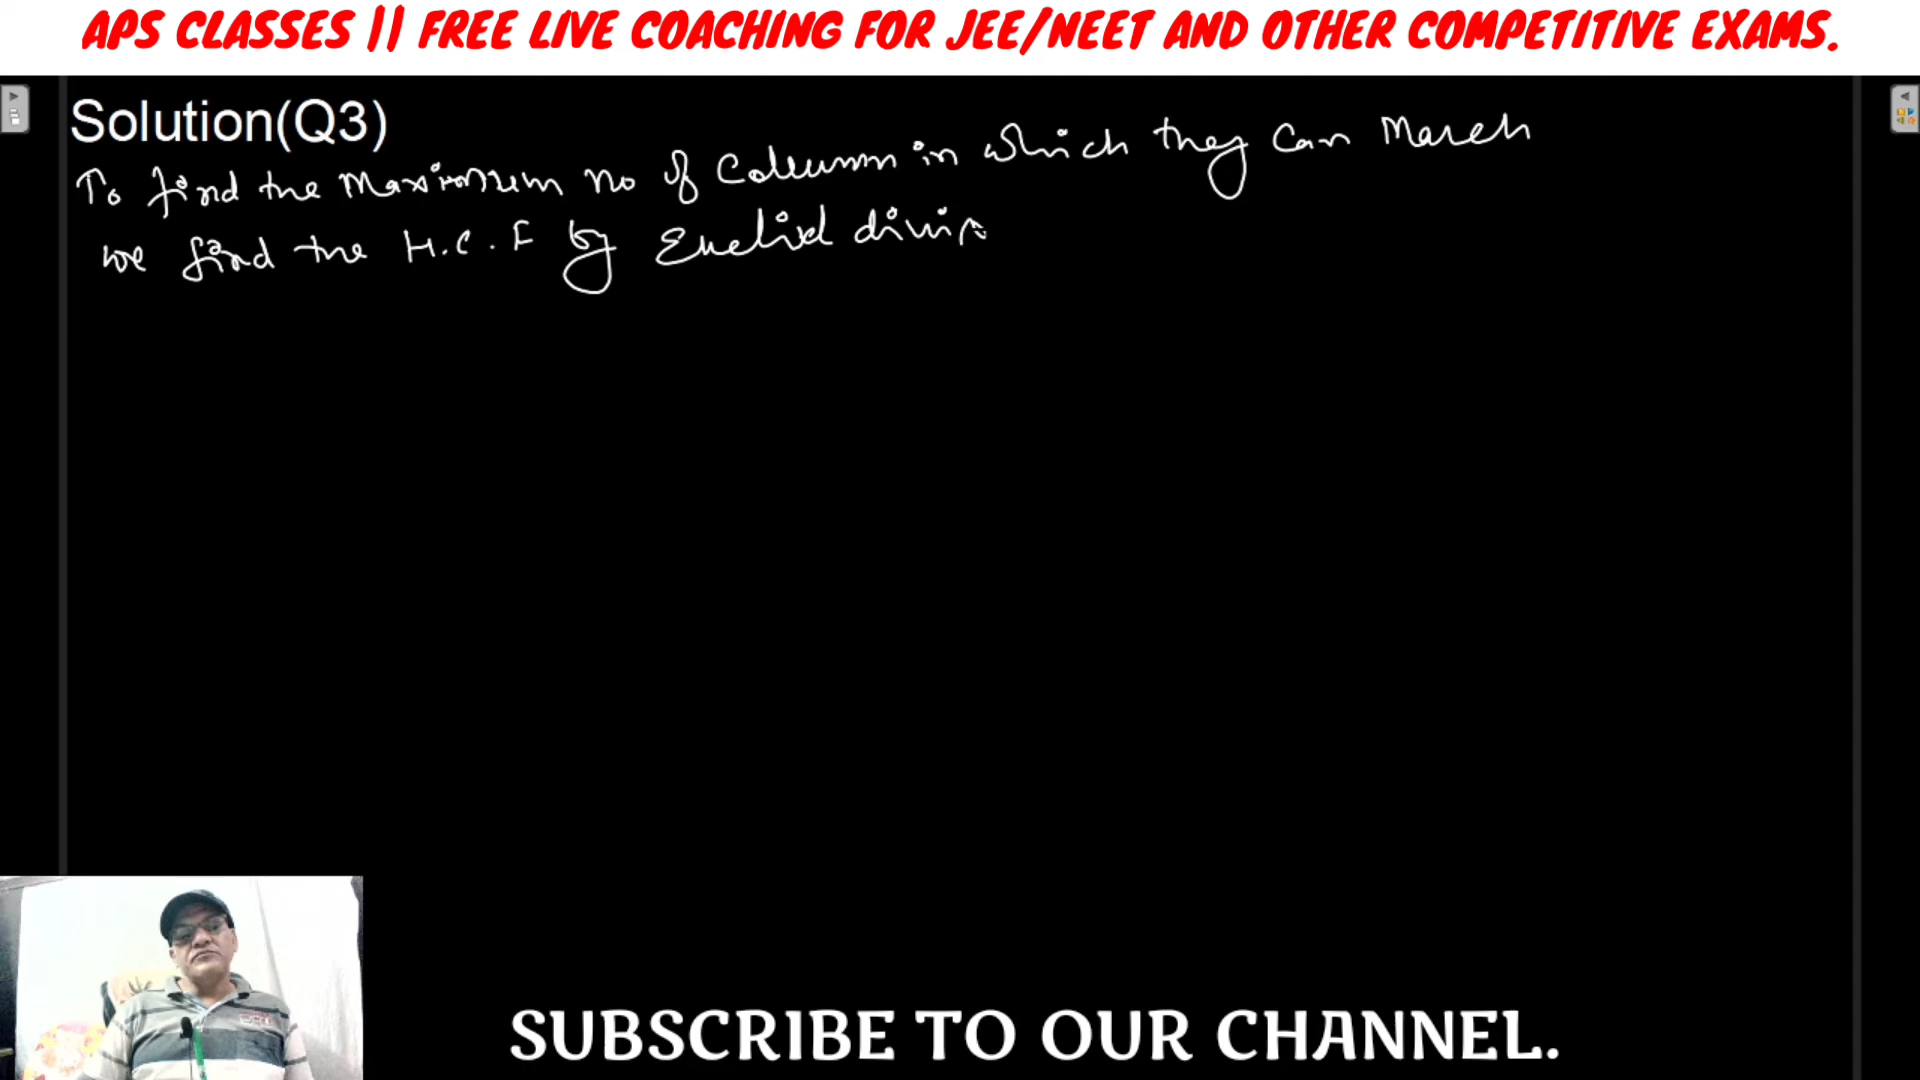 APS CLASSES || FREE LIVE COACHING FOR JEE/NEET AND OTHER COMPETITIVE EXAMS.
Solution(Q3)
To find the Maximum no of Column in which they can March
we find the H.C.F by Euclid divis
SUBSCRIBE TO OUR CHANNEL.